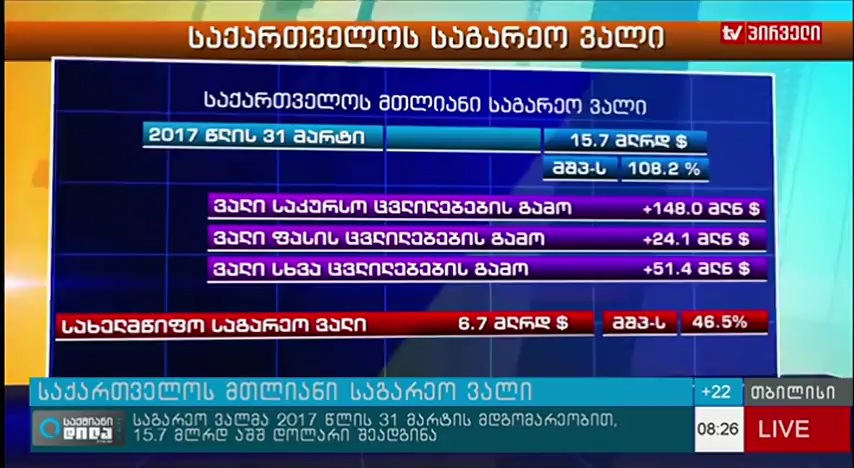 საქართველოს საგარეო ვალი
tv პირველი
საქართველოს მთლიანი საგარეო ვალი
2017 წლის 31 მარტი 15.7 მლრდ $
მშპ-ს 108.2 %
ვალი საკურსო ცვლილებების გამო +148.0 მლნ $
ვალი ფასის ცვლილებების გამო +24.1 მლნ $
ვალი სხვა ცვლილებების გამო +51.4 მლნ $
სახელმწიფო საგარეო ვალი 6.7 მლრდ $ მშპ-ს 46.5%
საქართველოს მთლიანი საგარეო ვალი +22 თბილისი
საქმიანი დილა
საგარეო ვალმა 2017 წლის 31 მარტის მდგომარეობით,
15.7 მლრდ აშშ დოლარი შეადგინა
08:26 LIVE